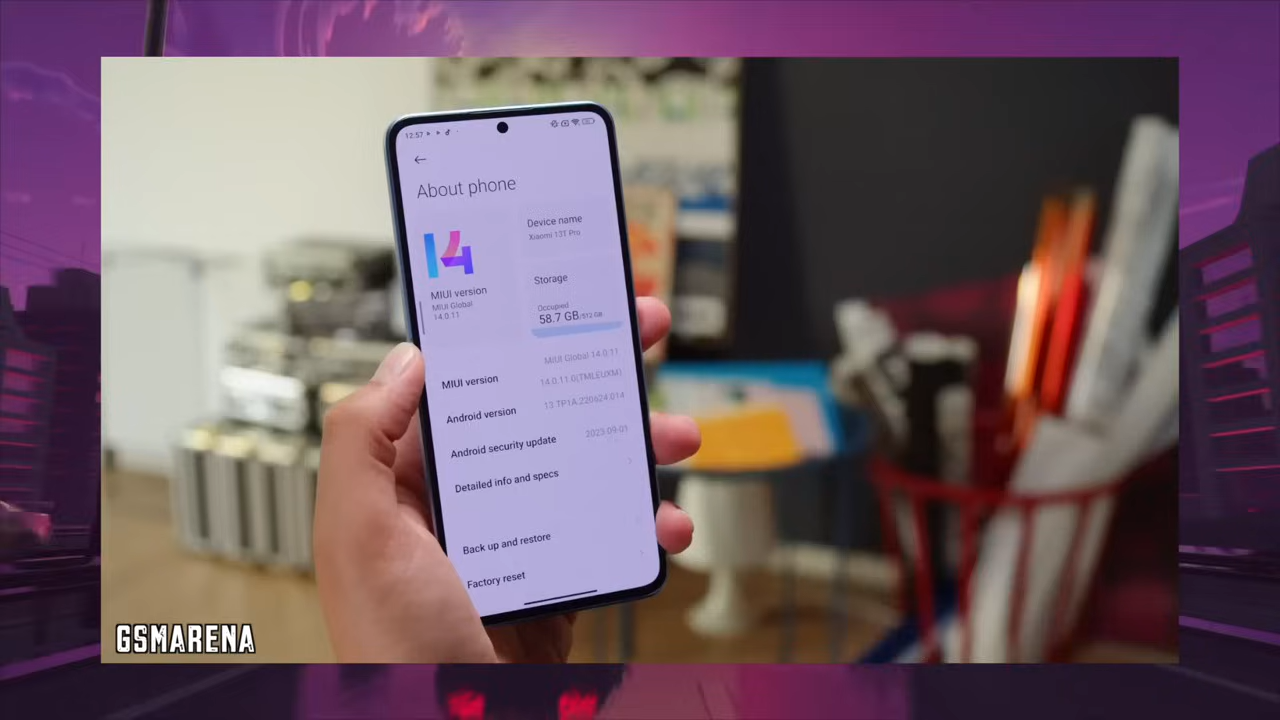 12:57
About phone
14
MIUI version
MIUI Global
14.0.11
Device name
Xiaomi 13T Pro
Storage
Occupied
58.7 GB/512 GB
MIUI version
MIUI Global 14.0.11
14.0.11.0(TMLEUXM)
Android version
13 TP1A.220624.014
Android security update
2023-09-01
Detailed info and specs
Back up and restore
Factory reset
GSMARENA